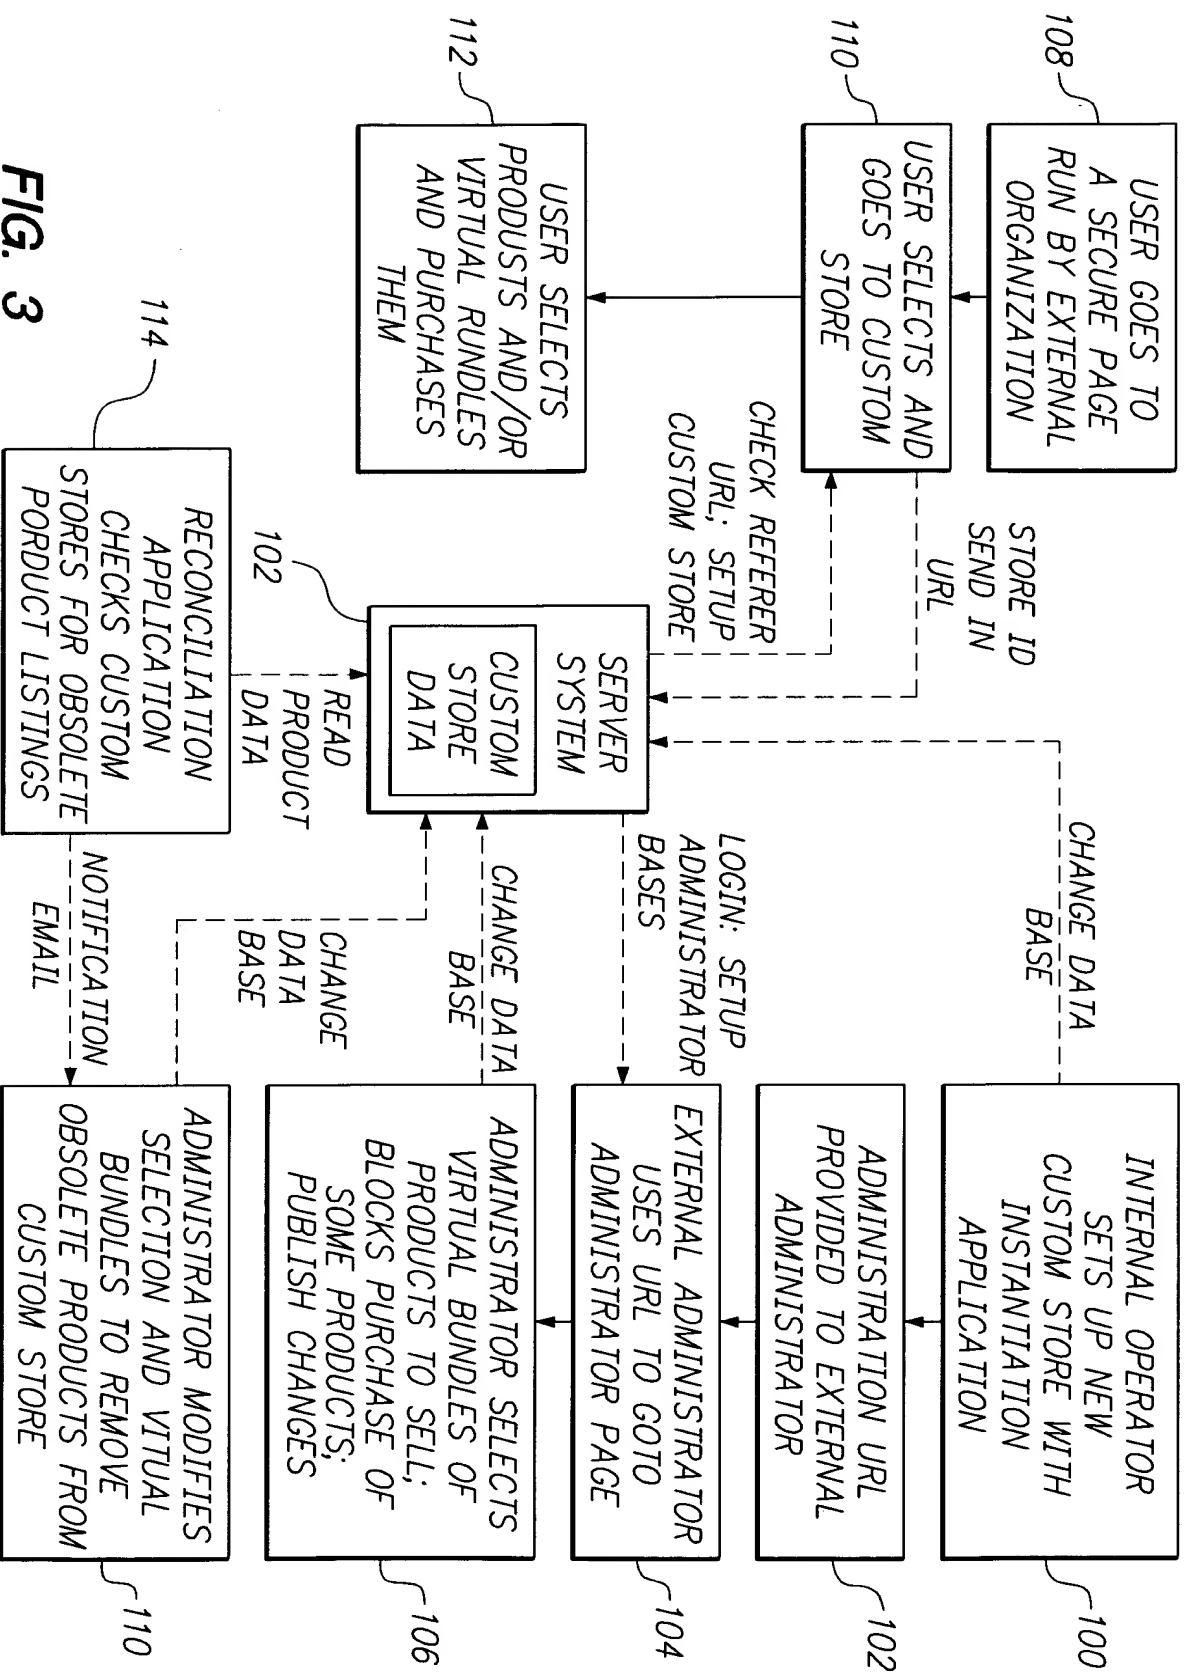 108
USER GOES TO
A SECURE PAGE
RUN BY EXTERNAL
ORGANIZATION
110
USER SELECTS AND
GOES TO CUSTOM
STORE
112
USER SELECTS
PRODUSTS AND/OR
VIRTUAL RUNDLES
AND PURCHASES
THEM
STORE ID
SEND IN
URL
CHECK REFERER
URL; SETUP
CUSTOM STORE
102
SERVER
SYSTEM
CUSTOM
STORE
DATA
CHANGE DATA
BASE
LOGIN: SETUP
ADMINISTRATOR
BASES
CHANGE DATA
BASE
CHANGE
DATA
BASE
READ
PRODUCT
DATA
114
RECONCILIATION
APPLICATION
CHECKS CUSTOM
STORES FOR OBSOLETE
PORDUCT LISTINGS
NOTIFICATION
EMAIL
INTERNAL OPERATOR
SETS UP NEW
CUSTOM STORE WITH
INSTANTIATION
APPLICATION
100
ADMINISTRATION URL
PROVIDED TO EXTERNAL
ADMINISTRATOR
102
EXTERNAL ADMINISTRATOR
USES URL TO GOTO
ADMINISTRATOR PAGE
104
ADMINISTRATOR SELECTS
VIRTUAL BUNDLES OF
PRODUCTS TO SELL;
BLOCKS PURCHASE OF
SOME PRODUCTS;
PUBLISH CHANGES
106
ADMINISTRATOR MODIFIES
SELECTION AND VITUAL
BUNDLES TO REMOVE
OBSOLETE PRODUCTS FROM
CUSTOM STORE
110
FIG. 3